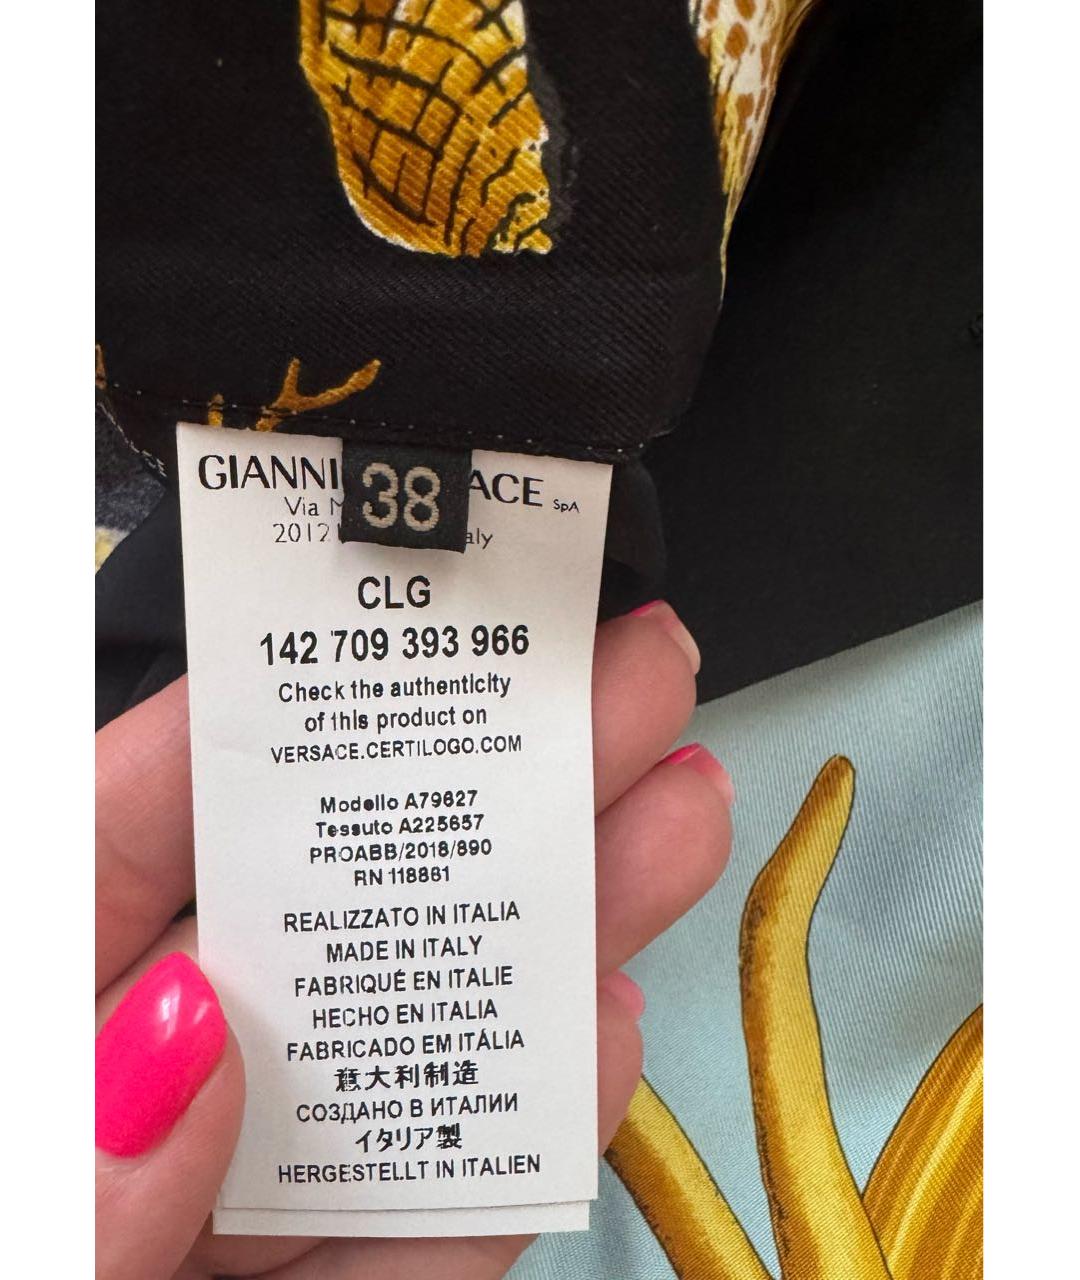 GIANNI ACE SpA
38
Via
2012 aly
CLG
142 709 393 966
Check the authenticity
of this product on
VERSACE.CERTILOGO.COM
Modello A79627
Tessuto A225657
PROABB/2018/890
RN 118861
REALIZZATO IN ITALIA
MADE IN ITALY
FABRIQUÉ EN ITALIE
HECHO EN ITALIA
FABRICADO EM ITÁLIA
意大利制造
СОЗДАНО В ИТАЛИИ
イタリア製
HERGESTELLT IN ITALIEN